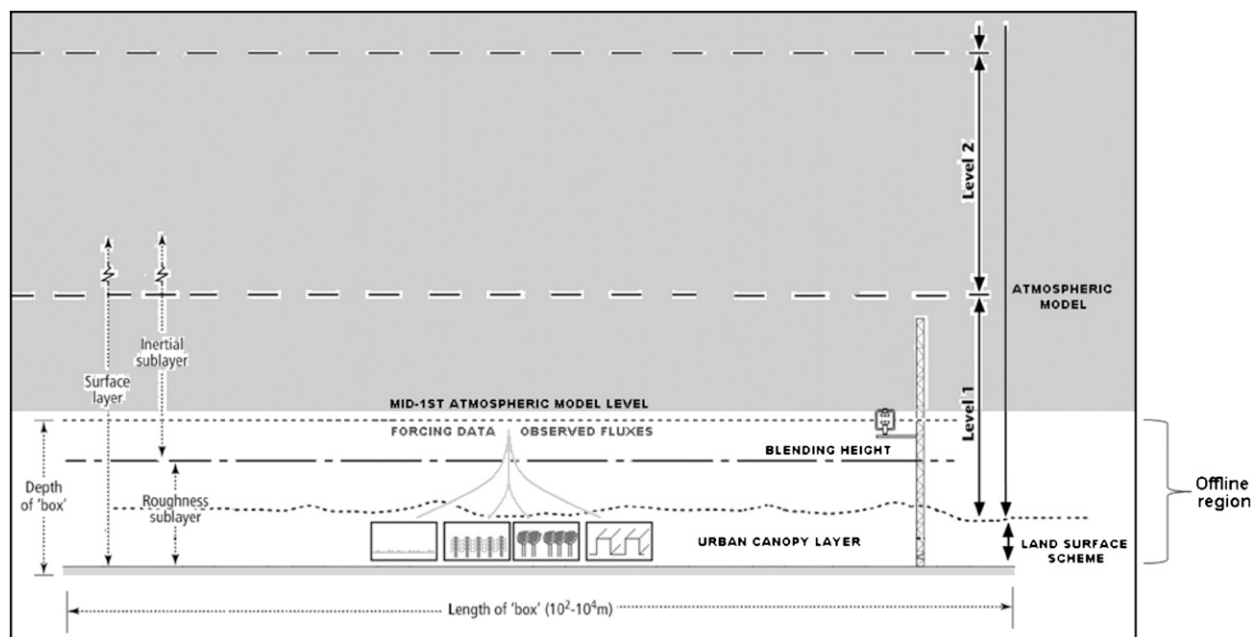 Level 2
ATMOSPHERIC
MODEL
Inertial
sublayer
Surface
layer
Level 1
MID-1ST ATMOSPHERIC MODEL LEVEL
FORCING DATA OBSERVED FLUXES
BLENDING HEIGHT
Depth
of 'box'
Roughness
sublayer
Offline
region
URBAN CANOPY LAYER
LAND SURFACE
SCHEME
Length of 'box' (10²-10⁴m)